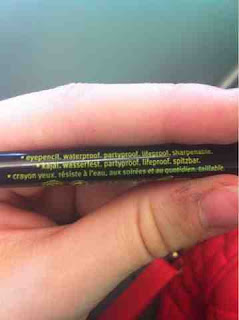 • eyepencil. waterproof. partyproof. lifeproof. sharpenable.
• kajal. wasserfest. partyproof. lifeproof. spitzbar.
• crayon yeux. résiste à l'eau, aux soirées et au quotidien. taillable.